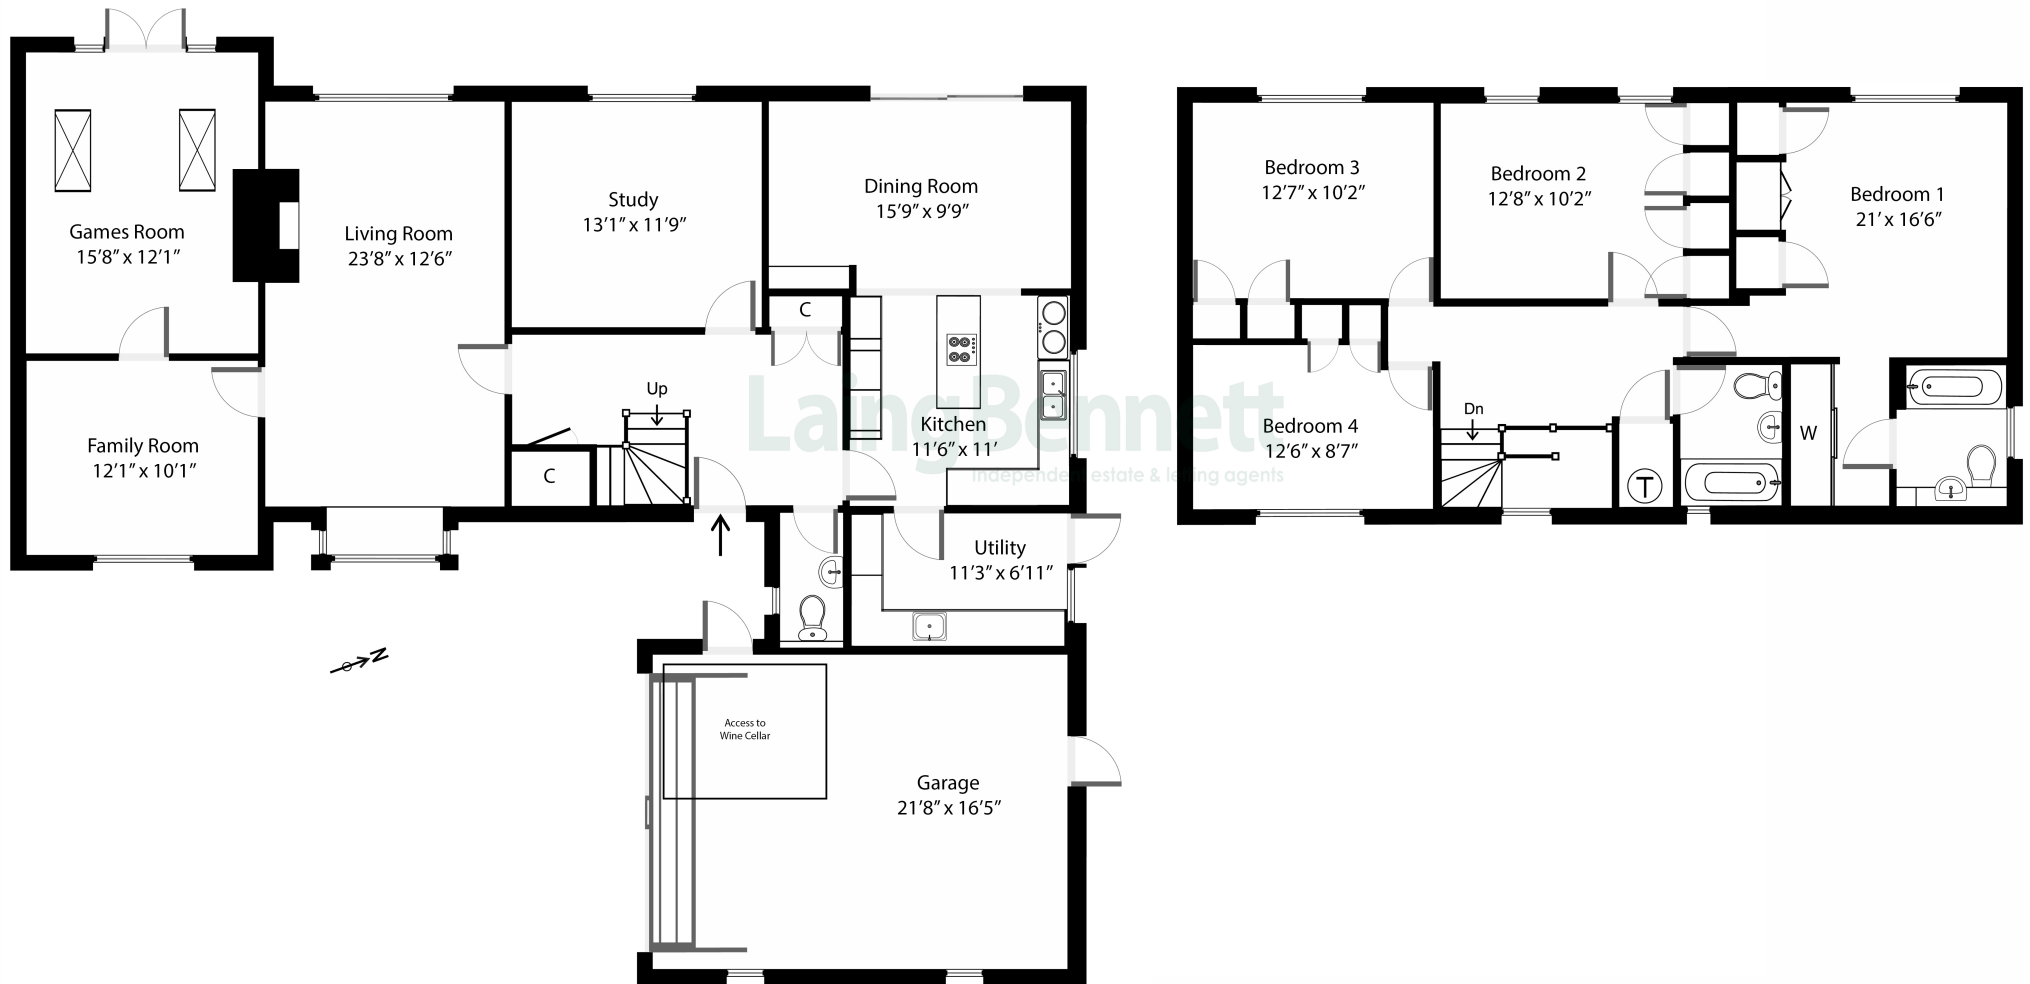 Games Room
15'8" x 12'1"
Living Room
23'8" x 12'6"
Study
13'1" x 11'9"
Dining Room
15'9" x 9'9"
C
Up
Family Room
12'1" x 10'1"
C
Kitchen
11'6" x 11'
Utility
11'3" x 6'11"
N
Access to
Wine Cellar
Garage
21'8" x 16'5"
LaingBennett
independent estate & letting agents
Bedroom 3
12'7" x 10'2"
Bedroom 2
12'8" x 10'2"
Bedroom 1
21' x 16'6"
Bedroom 4
12'6" x 8'7"
Dn
T
W